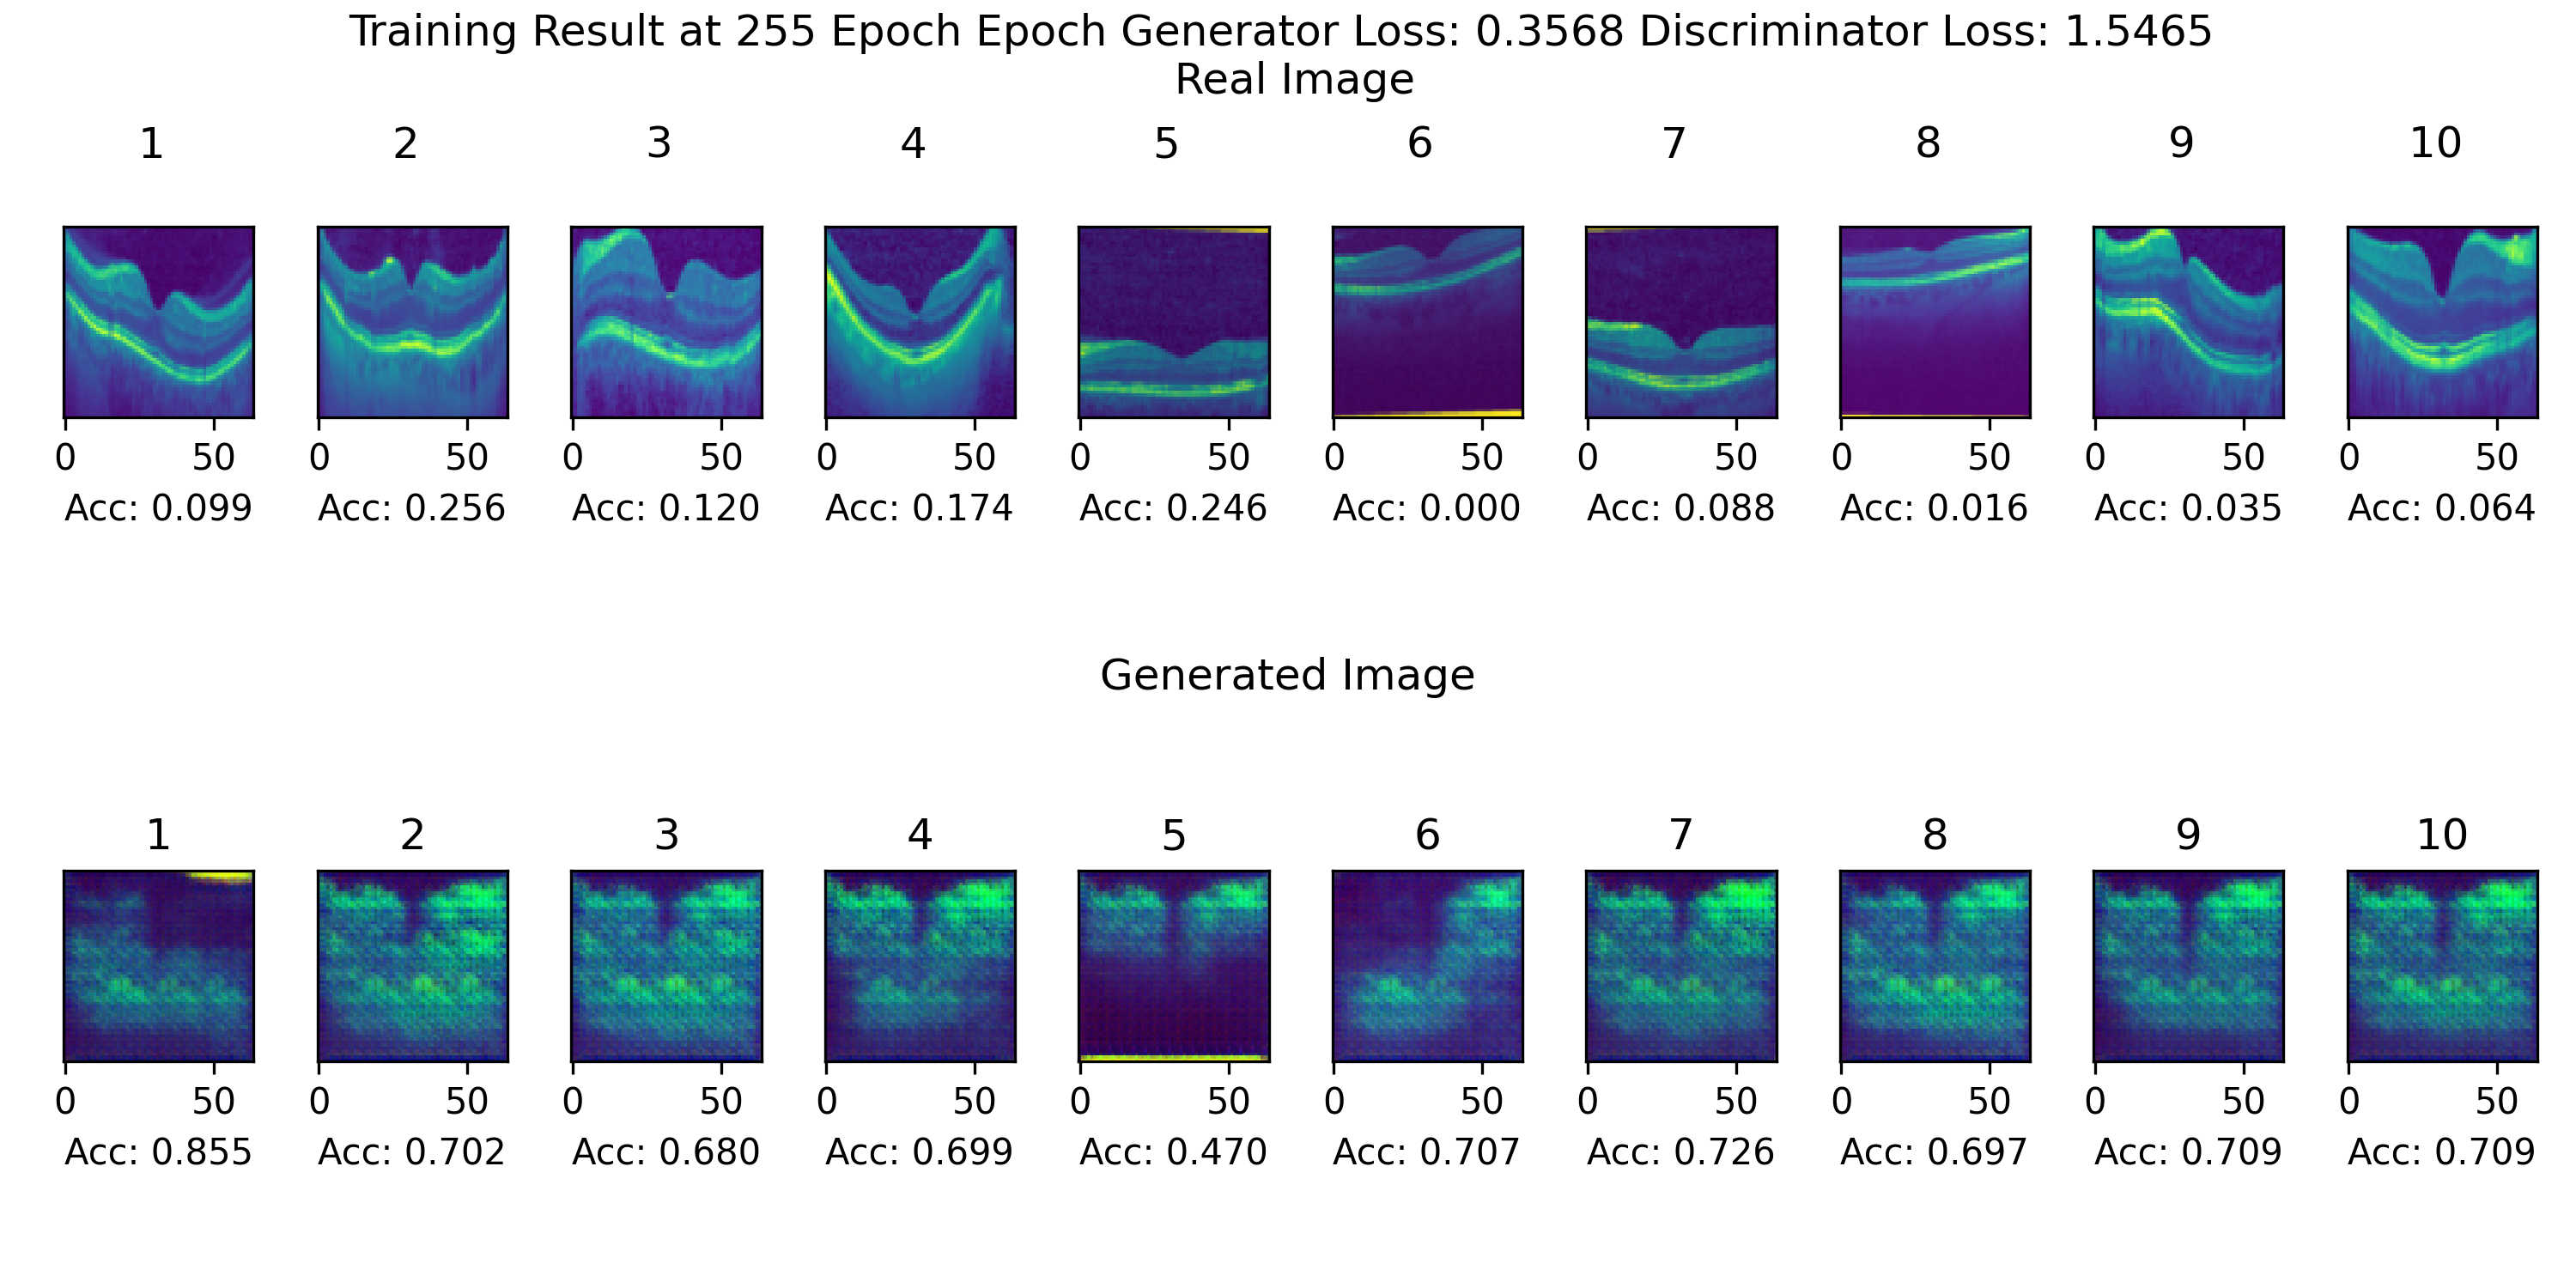 Training Result at 255 Epoch Epoch Generator Loss: 0.3568 Discriminator Loss: 1.5465
Real Image
1 2 3 4 5 6 7 8 9 10
0 50 0 50 0 50 0 50 0 50 0 50 0 50 0 50 0 50 0 50
Acc: 0.099 Acc: 0.256 Acc: 0.120 Acc: 0.174 Acc: 0.246 Acc: 0.000 Acc: 0.088 Acc: 0.016 Acc: 0.035 Acc: 0.064
Generated Image
1 2 3 4 5 6 7 8 9 10
0 50 0 50 0 50 0 50 0 50 0 50 0 50 0 50 0 50 0 50
Acc: 0.855 Acc: 0.702 Acc: 0.680 Acc: 0.699 Acc: 0.470 Acc: 0.707 Acc: 0.726 Acc: 0.697 Acc: 0.709 Acc: 0.709